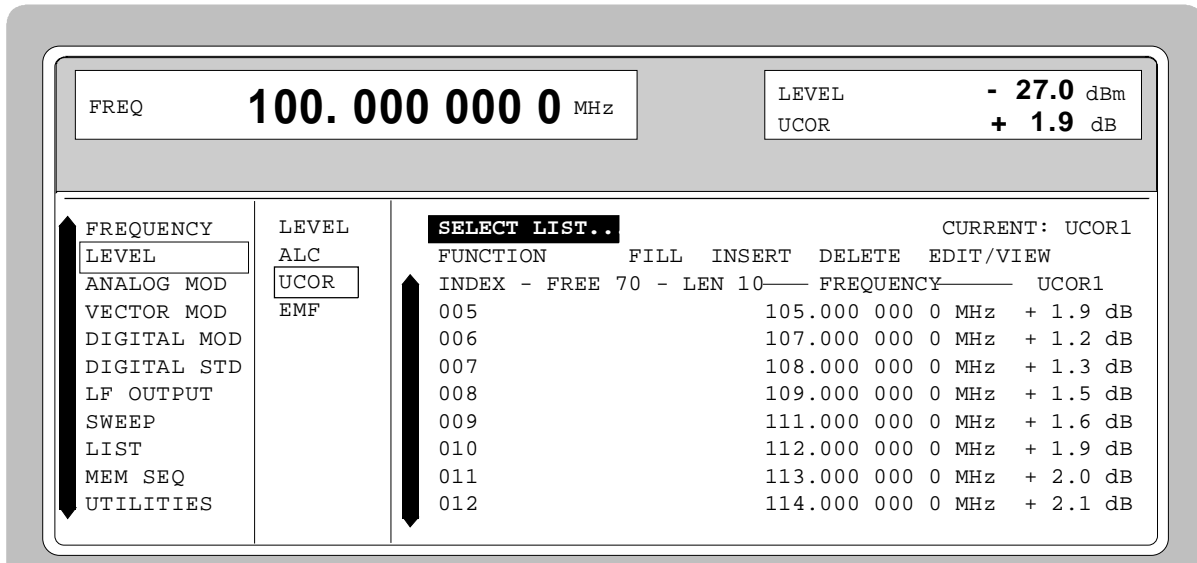 FREQ 100. 000 000 0 MHz
LEVEL - 27.0 dBm
UCOR + 1.9 dB
FREQUENCY
LEVEL
ANALOG MOD
VECTOR MOD
DIGITAL MOD
DIGITAL STD
LF OUTPUT
SWEEP
LIST
MEM SEQ
UTILITIES
LEVEL
ALC
UCOR
EMF
SELECT LIST.. CURRENT: UCOR1
FUNCTION FILL INSERT DELETE EDIT/VIEW
INDEX - FREE 70 - LEN 10 FREQUENCY UCOR1
005 105.000 000 0 MHz + 1.9 dB
006 107.000 000 0 MHz + 1.2 dB
007 108.000 000 0 MHz + 1.3 dB
008 109.000 000 0 MHz + 1.5 dB
009 111.000 000 0 MHz + 1.6 dB
010 112.000 000 0 MHz + 1.9 dB
011 113.000 000 0 MHz + 2.0 dB
012 114.000 000 0 MHz + 2.1 dB